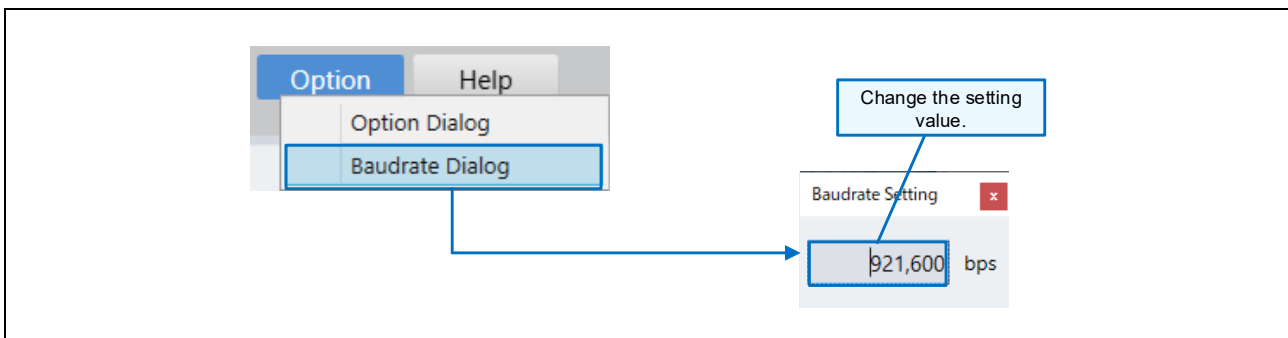 Option Help
Option Dialog
Baudrate Dialog
Change the setting
value.
Baudrate Setting x
921,600 bps